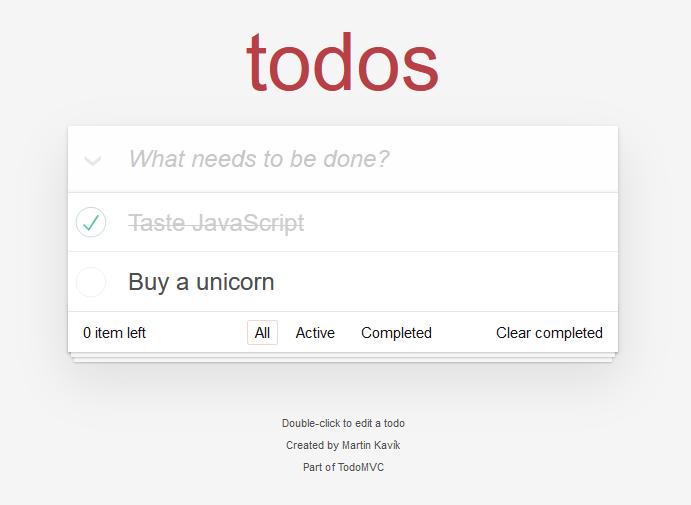 todos
What needs to be done?
Taste JavaScript
Buy a unicorn
0 item left All Active Completed Clear completed
Double-click to edit a todo
Created by Martin Kavík
Part of TodoMVC